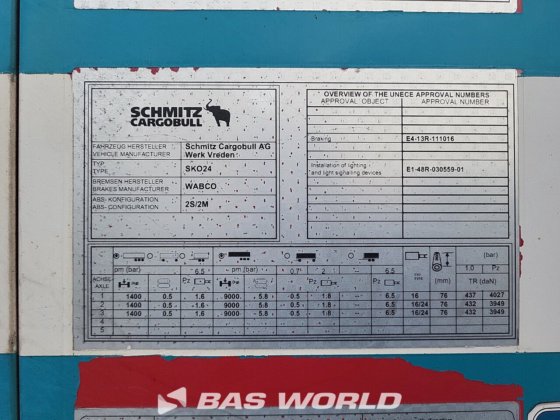 SCHMITZ
CARGOBULL
FAHRZEUG HERSTELLER
VEHICLE MANUFACTURER
Schmitz Cargobull AG
Werk Vreden
TYP
TYPE
SKO24
BREMSEN HERSTELLER
BRAKES MANUFACTURER
WABCO
ABS- KONFIGURATION
ABS- CONFIGURATION
2S/2M
OVERVIEW OF THE UNECE APPROVAL NUMBERS
APPROVAL OBJECT APPROVAL NUMBER
Braking E4-13R-111016
Installation of lighting
and light signalling devices
E1-48R-030559-01
(bar)
pm (bar) 6.5 pm (bar) 0.7 2 6.5 1.0 Pz
ACHSE
AXLE
Pz Pz (mm) TR (daN)
1 1400 0.5 1.6 9000 5.8 0.5 1.8 6.5 16 76 437 4027
2 1400 0.5 1.6 9000 5.8 0.5 1.8 6.5 16/24 76 432 3949
3 1400 0.5 1.6 9000 5.8 0.5 1.8 6.5 16/24 76 432 3949
4
5
BAS WORLD